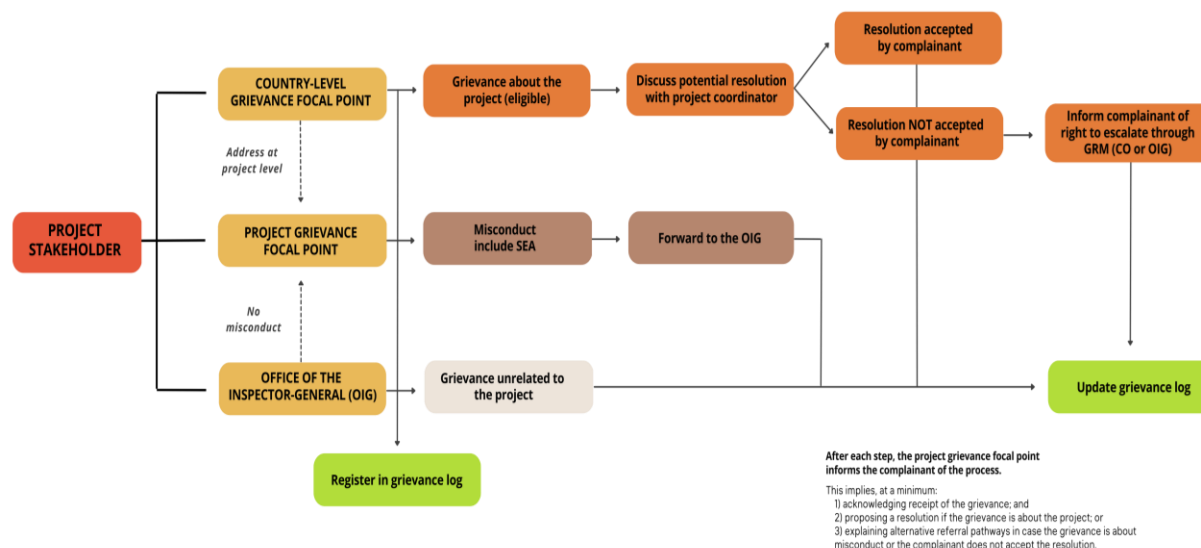 PROJECT
STAKEHOLDER
COUNTRY-LEVEL
GRIEVANCE FOCAL POINT
Address at
project level
PROJECT GRIEVANCE
FOCAL POINT
No
misconduct
OFFICE OF THE
INSPECTOR-GENERAL (OIG)
Register in grievance log
Grievance about the
project (eligible)
Discuss potential resolution
with project coordinator
Resolution accepted
by complainant
Resolution NOT accepted
by complainant
Inform complainant of
right to escalate through
GRM (CO or OIG)
Misconduct
include SEA
Forward to the OIG
Grievance unrelated to
the project
Update grievance log
After each step, the project grievance focal point
informs the complainant of the process.
This implies, at a minimum:
1) acknowledging receipt of the grievance; and
2) proposing a resolution if the grievance is about the project; or
3) explaining alternative referral pathways in case the grievance is about
misconduct or the complainant does not accept the resolution.